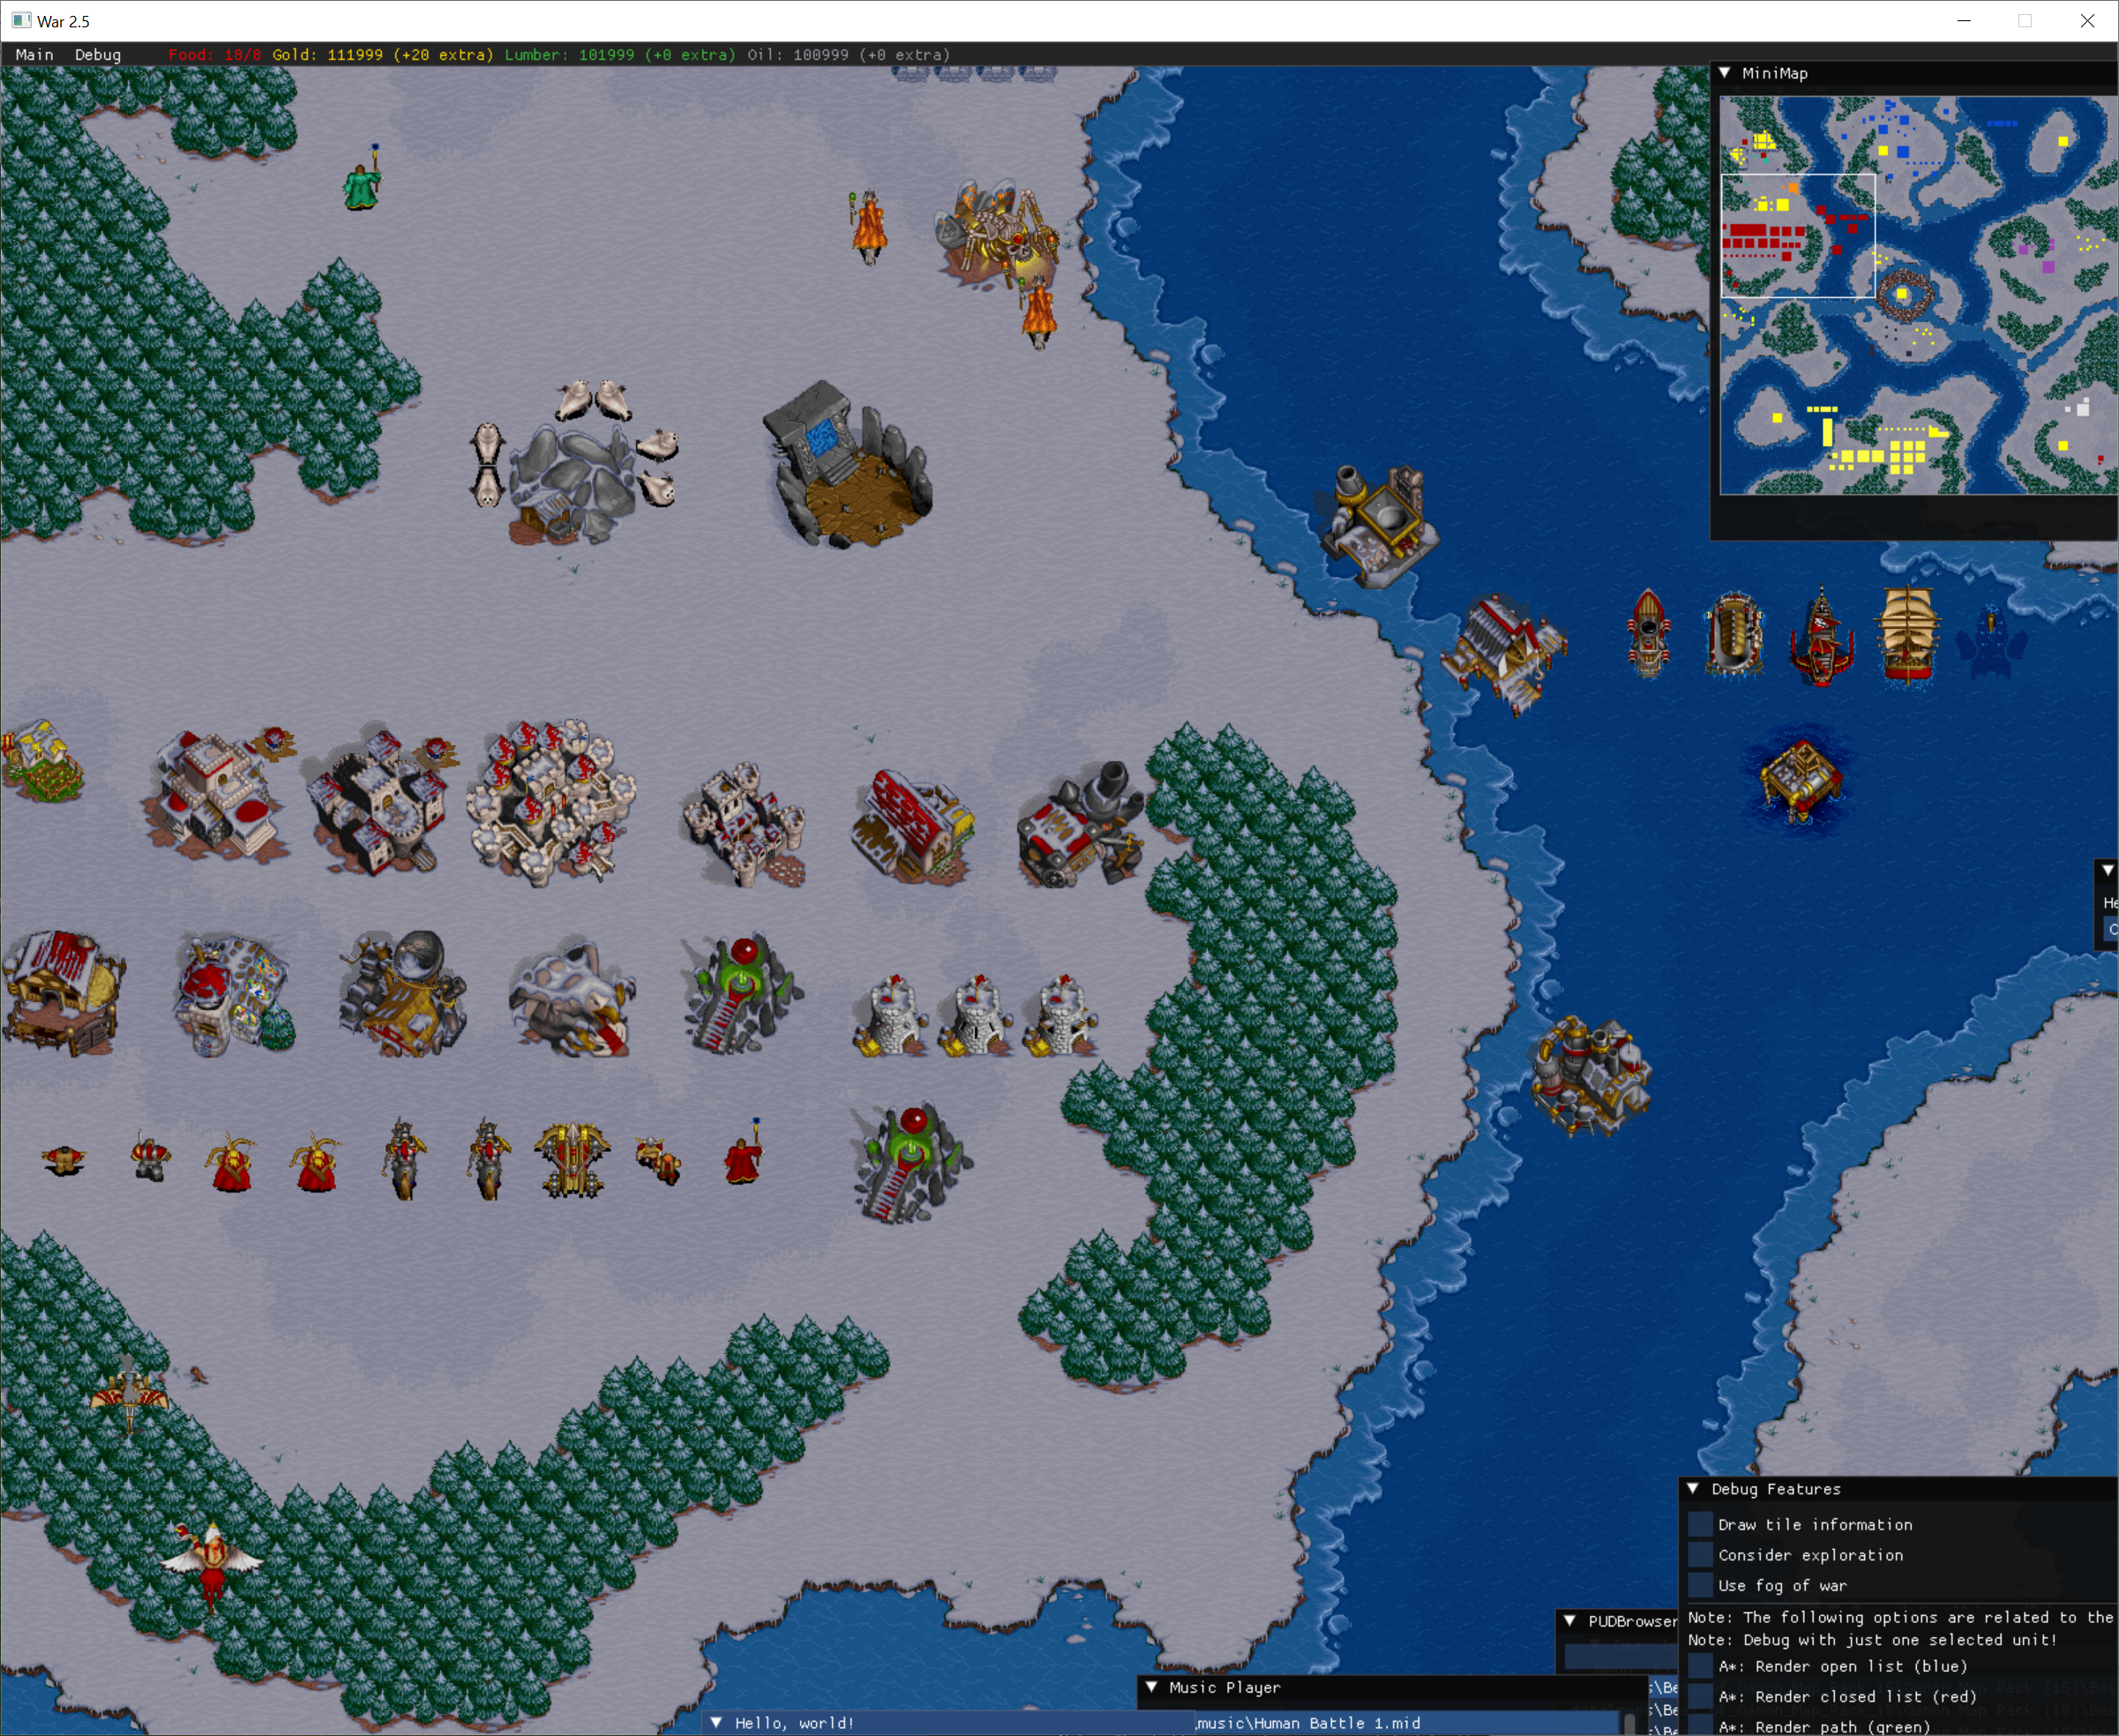 War 2.5
Main Debug Food: 18/8 Gold: 111999 (+20 extra) Lumber: 101999 (+0 extra) Oil: 100999 (+0 extra)
MiniMap
He
Debug Features
Draw tile information
Consider exploration
Use fog of war
Note: The following options are related to the
Note: Debug with just one selected unit!
A*: Render open list (blue)
A*: Render closed list (red)
A*: Render path (green)
PUDBrowser
Music Player
Hello, world!
music\Human Battle 1.mid